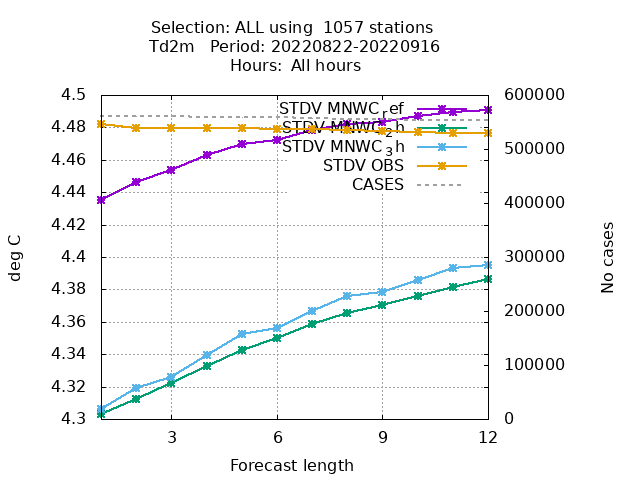 Selection: ALL using  1057 stations
Td2m   Period: 20220822-20220916
Hours:  All hours
4.5
4.48
4.46
4.44
4.42
4.4
4.38
4.36
4.34
4.32
4.3
600000
500000
400000
300000
200000
100000
0
STDV MNWC_ref
STDV MNWC_2h
STDV MNWC_3h
STDV OBS
CASES
deg C
No cases
3
6
9
12
Forecast length